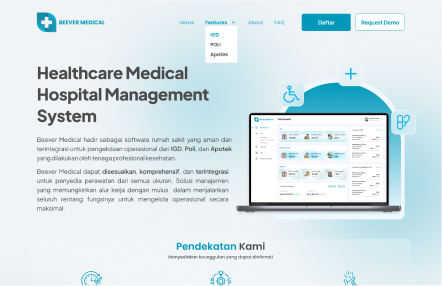 BEEVER MEDICAL
Home
Features
About
FAQ
Daftar
Request Demo
IGD
POLI
Apotek
Healthcare Medical
Hospital Management
System
Beever Medical hadir sebagai software rumah sakit yang aman dan
terintegrasi untuk pengelolaan operasional dari IGD, Poli, dan Apotek
yang dilakukan oleh tenaga profesional kesehatan.
Beever Medical dapat disesuaikan, komprehensif, dan terintegrasi
untuk penyedia perawatan dari semua ukuran. Solusi manajemen
yang memungkinkan alur kerja dengan mulus dalam menjalankan
seluruh rentang fungsinya untuk mengelola operasional secara
maksimal.
Pendekatan Kami
Menyediakan keunggulan yang dapat dinikmati